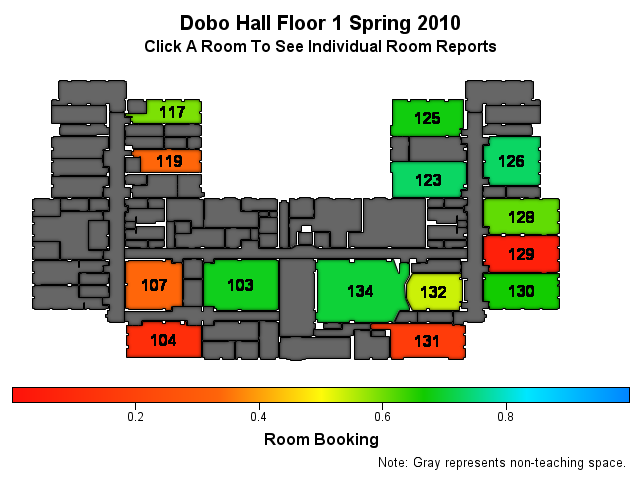 Dobo Hall Floor 1 Spring 2010
Click A Room To See Individual Room Reports
117
125
119
126
123
128
129
107
103
134
132
130
104
131
0.2 0.4 0.6 0.8
Room Booking
Note: Gray represents non-teaching space.